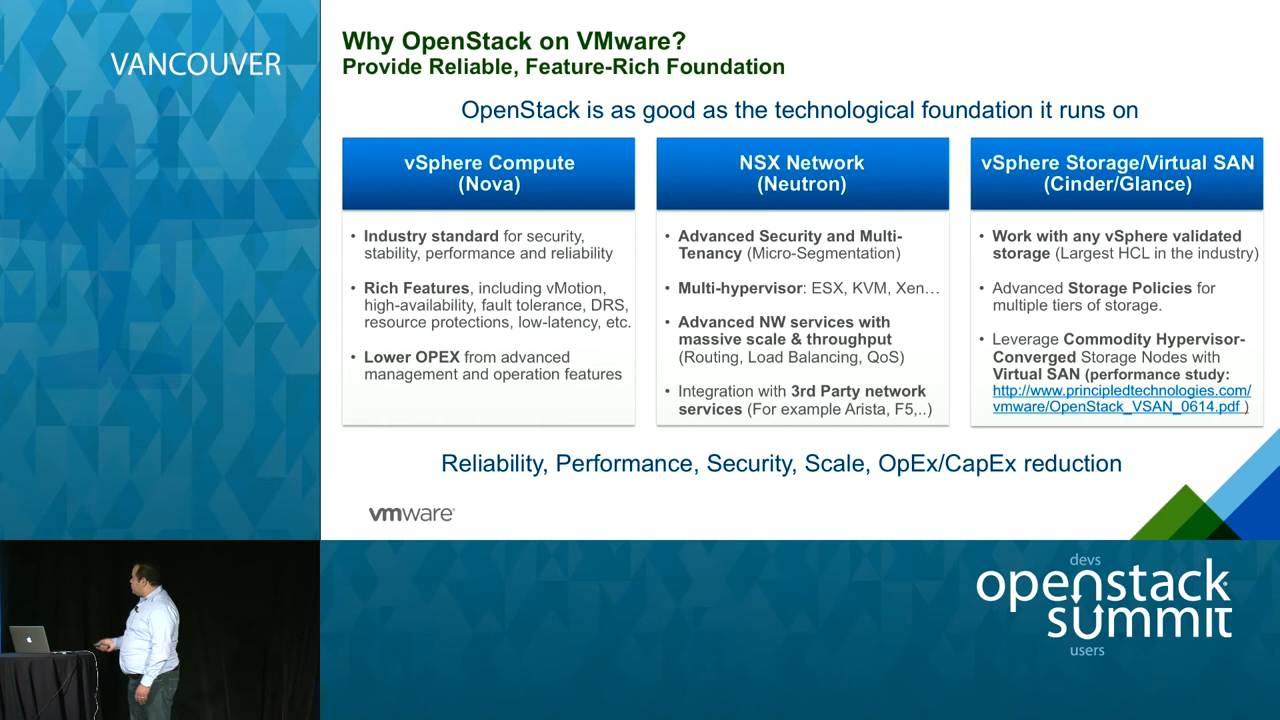 VANCOUVER
Why OpenStack on VMware?
Provide Reliable, Feature-Rich Foundation
OpenStack is as good as the technological foundation it runs on
vSphere Compute
(Nova)
• Industry standard for security,
stability, performance and reliability
• Rich Features, including vMotion,
high-availability, fault tolerance, DRS,
resource protections, low-latency, etc.
• Lower OPEX from advanced
management and operation features
NSX Network
(Neutron)
• Advanced Security and Multi-
Tenancy (Micro-Segmentation)
• Multi-hypervisor: ESX, KVM, Xen…
• Advanced NW services with
massive scale & throughput
(Routing, Load Balancing, QoS)
• Integration with 3rd Party network
services (For example Arista, F5,..)
vSphere Storage/Virtual SAN
(Cinder/Glance)
• Work with any vSphere validated
storage (Largest HCL in the industry)
• Advanced Storage Policies for
multiple tiers of storage.
• Leverage Commodity Hypervisor-
Converged Storage Nodes with
Virtual SAN (performance study:
http://www.principledtechnologies.com/
vmware/OpenStack_VSAN_0614.pdf )
Reliability, Performance, Security, Scale, OpEx/CapEx reduction
vmware
devs
openstack
summit
users